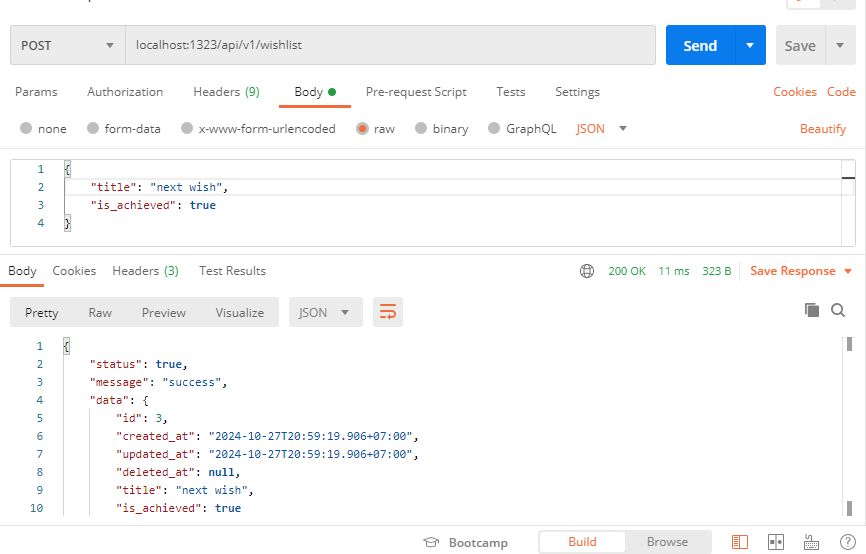 POST localhost:1323/api/v1/wishlist Send Save
Params Authorization Headers (9) Body Pre-request Script Tests Settings Cookies Code
none form-data x-www-form-urlencoded raw binary GraphQL JSON Beautify
1 {
2 "title": "next wish",
3 "is_achieved": true
4 }
Body Cookies Headers (3) Test Results 200 OK 11 ms 323 B Save Response
Pretty Raw Preview Visualize JSON
1 {
2 "status": true,
3 "message": "success",
4 "data": {
5 "id": 3,
6 "created_at": "2024-10-27T20:59:19.906+07:00",
7 "updated_at": "2024-10-27T20:59:19.906+07:00",
8 "deleted_at": null,
9 "title": "next wish",
10 "is_achieved": true
Bootcamp Build Browse